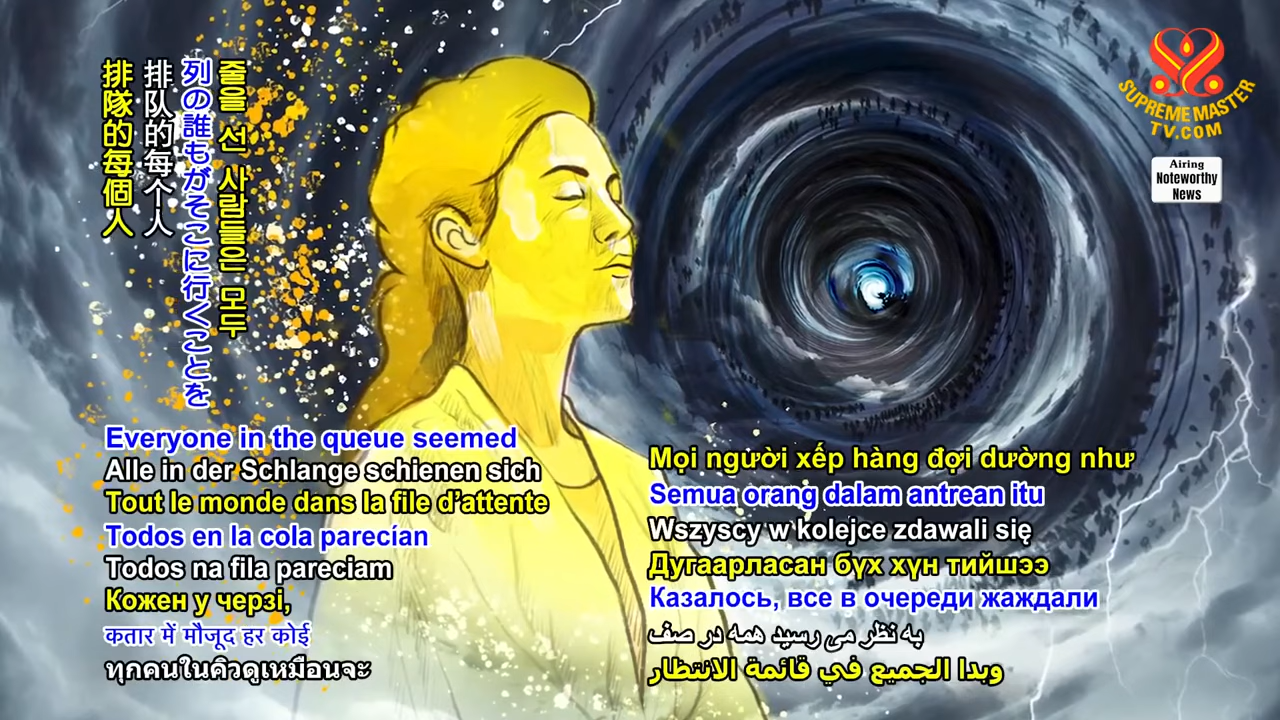 排隊的每個人
排队的每个人
列の誰もがそこに行くことを
줄을 선 사람들은 모두
SUPREME MASTER
TV.COM
Airing
Noteworthy
News
Everyone in the queue seemed
Alle in der Schlange schienen sich
Tout le monde dans la file d'attente
Todos en la cola parecían
Todos na fila pareciam
Кожен у черзі,
कतार में मौजूद हर कोई
ทุกคนในคิวดูเหมือนจะ
Mọi người xếp hàng đợi dường như
Semua orang dalam antrean itu
Wszyscy w kolejce zdawali się
Дугаарласан бүх хүн тийшээ
Казалось, все в очереди жаждали
به نظر می رسید همه در صف
وبدا الجميع في قائمة الانتظار